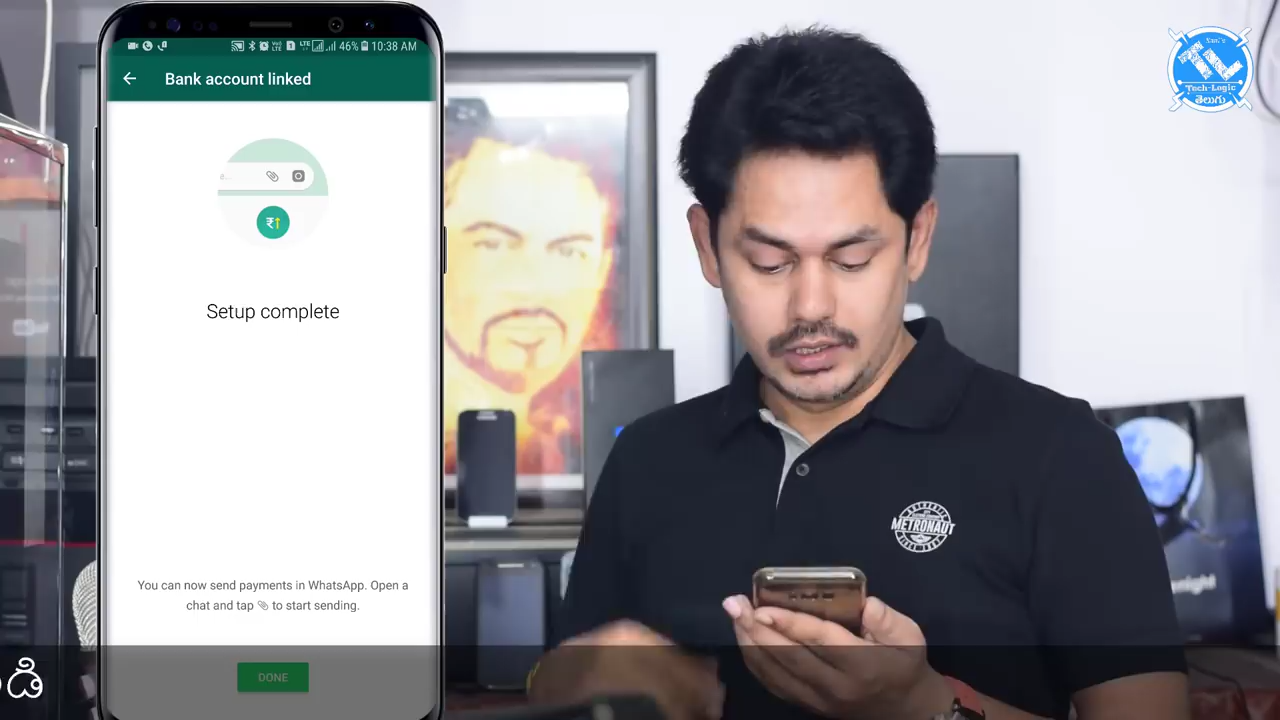 46% 10:38 AM
Bank account linked
Setup complete
You can now send payments in WhatsApp. Open a
chat and tap to start sending.
DONE
Tech-Logic
తెలుగు
AUTHENTIC
METRONAUT